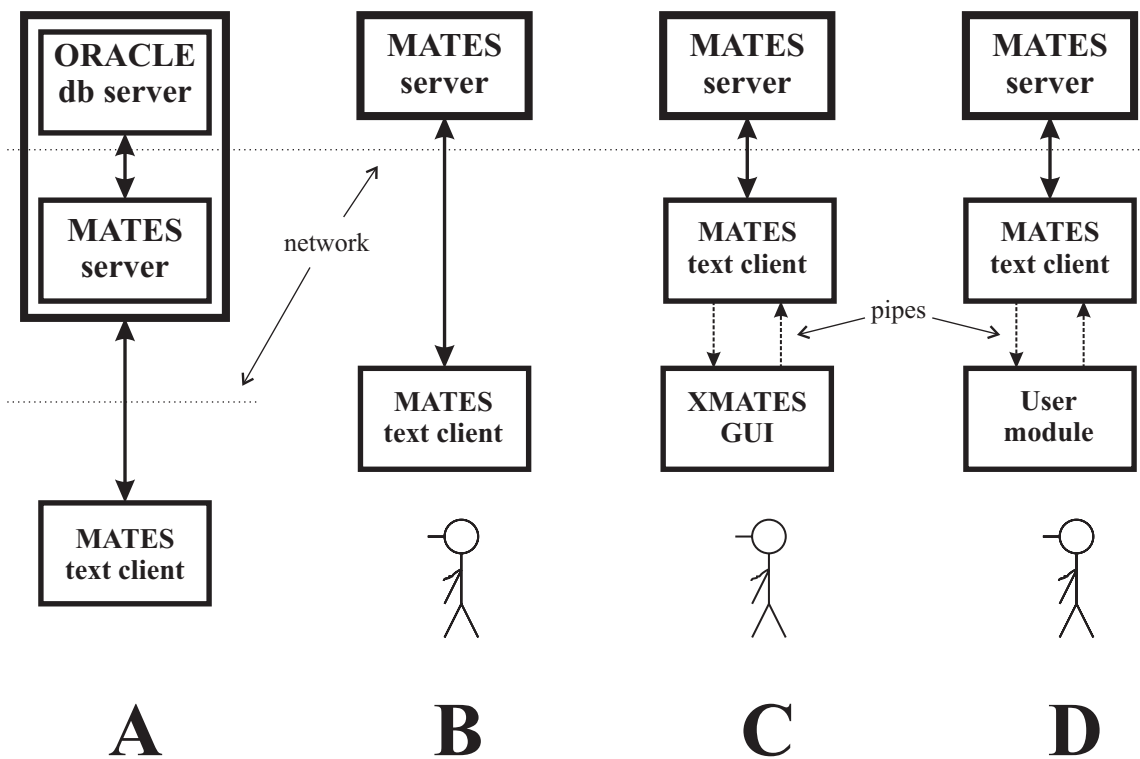 ORACLE
db server
MATES
server
MATES
text client
network
MATES
server
MATES
text client
MATES
server
MATES
text client
pipes
XMATES
GUI
MATES
server
MATES
text client
User
module
A
B
C
D